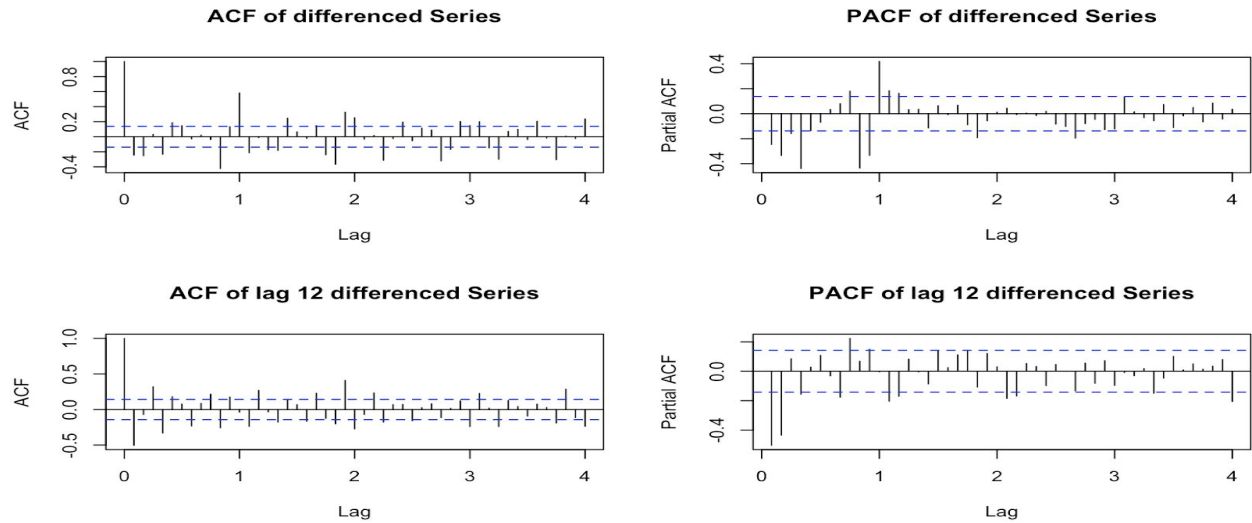 ACF of differenced Series
ACF
0.8
0.2
-0.4
0 1 2 3 4
Lag
PACF of differenced Series
Partial ACF
0.4
0.0
-0.4
0 1 2 3 4
Lag
ACF of lag 12 differenced Series
ACF
1.0
0.5
0.0
-0.5
0 1 2 3 4
Lag
PACF of lag 12 differenced Series
Partial ACF
0.0
-0.4
0 1 2 3 4
Lag